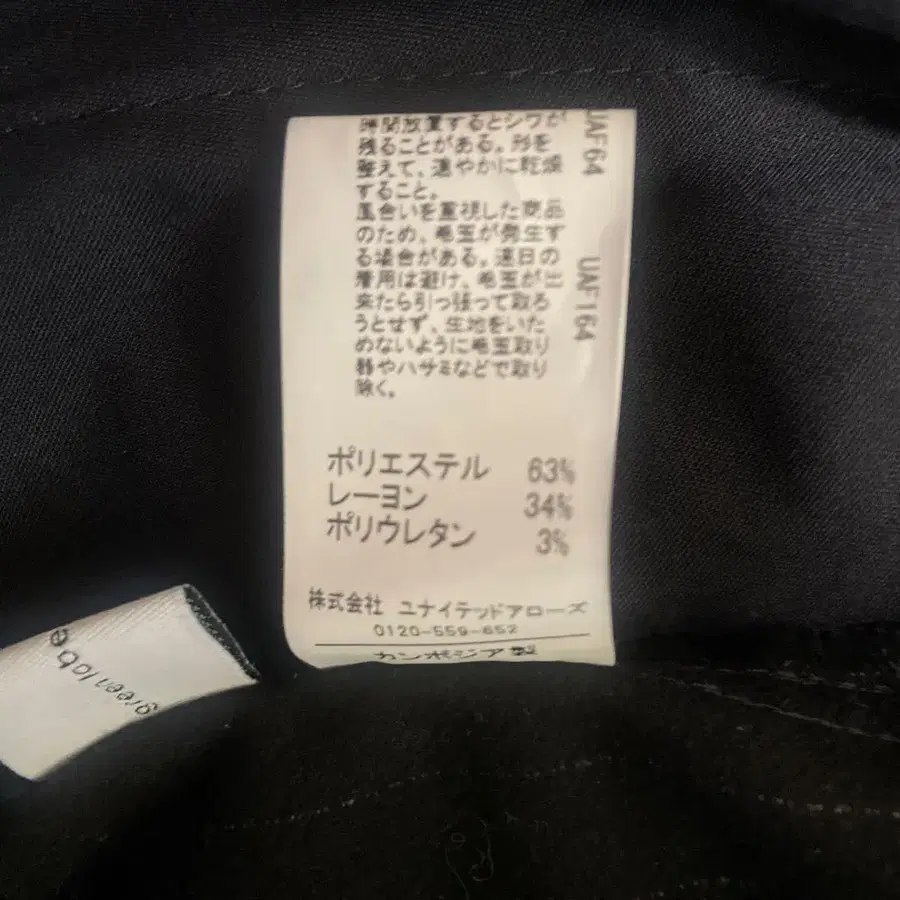 時間放置するとシワが
残ることがある。形を
整えて、速やかに乾燥
すること。
風合いを重視した商品
のため、毛玉が発生す
る場合がある。連日の
着用は避け、毛玉が出
来たら引っ張って取ろ
うとせず、生地をいた
めないように毛玉取り
器やハサミなどで取り
除く。
UAF64
UAF164
ポリエステル 63%
レーヨン 34%
ポリウレタン 3%
株式会社 ユナイテッドアローズ
0120-559-652
カンボジア製
green labe